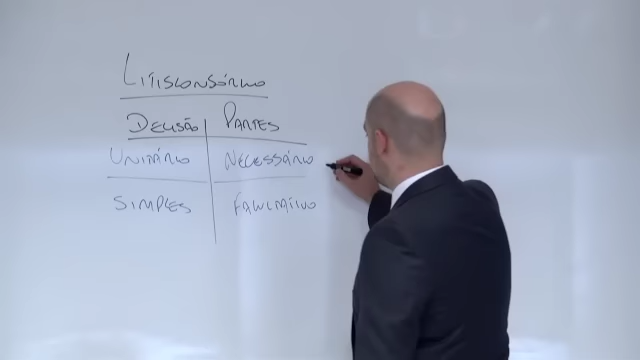 LITISCONSÓRCIO
DECISÃO PARTES
UNITÁRIO NECESSÁRIO
SIMPLES FACULTATIVO